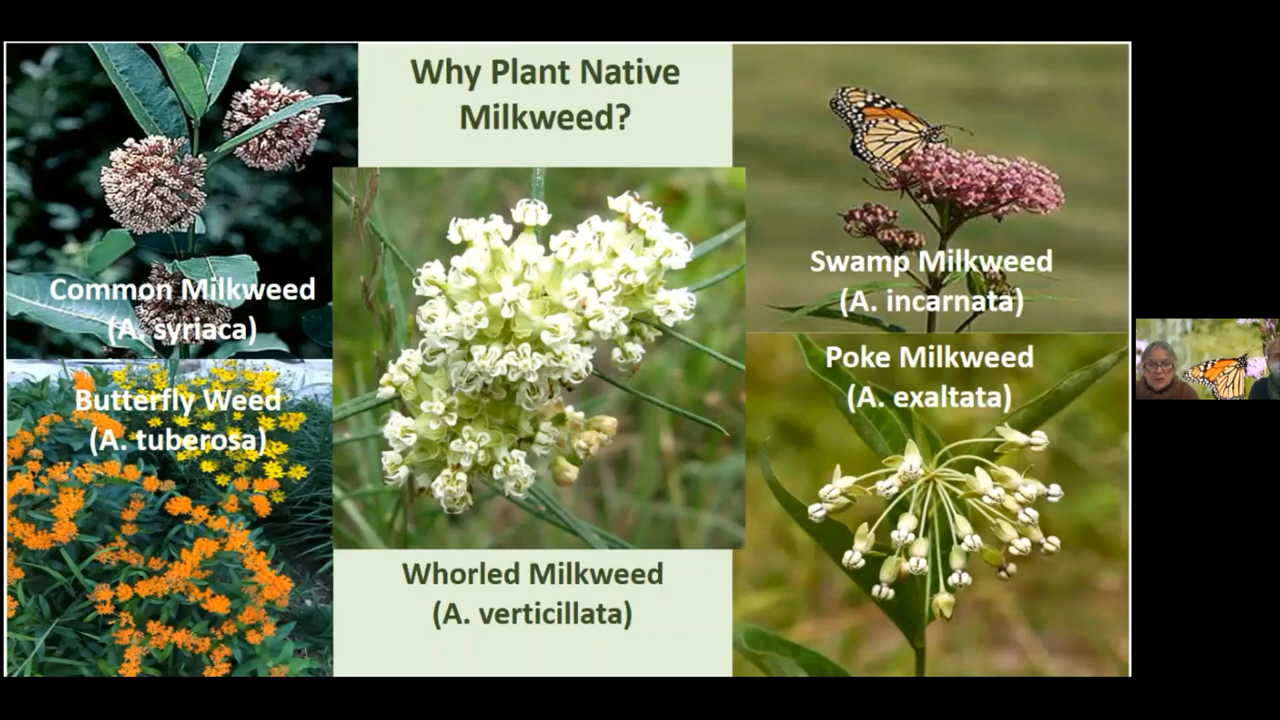 Why Plant Native
Milkweed?
Common Milkweed
(A. syriaca)
Swamp Milkweed
(A. incarnata)
Butterfly Weed
(A. tuberosa)
Poke Milkweed
(A. exaltata)
Whorled Milkweed
(A. verticillata)